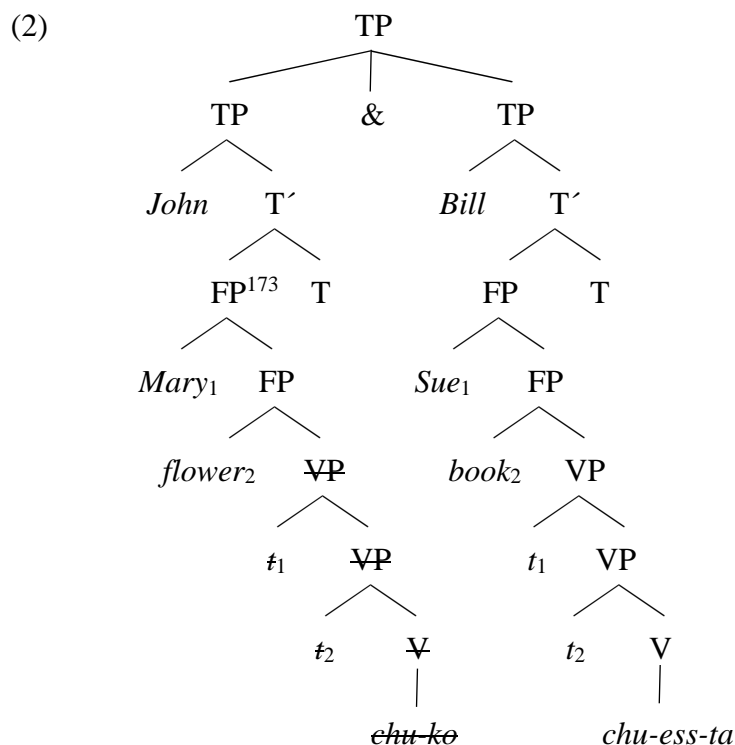 (2) TP
TP & TP
John T´ Bill T´
FP173 T FP T
Mary1 FP Sue1 FP
flower2 VP book2 VP
t1 VP t1 VP
t2 V t2 V
chu-ko chu-ess-ta